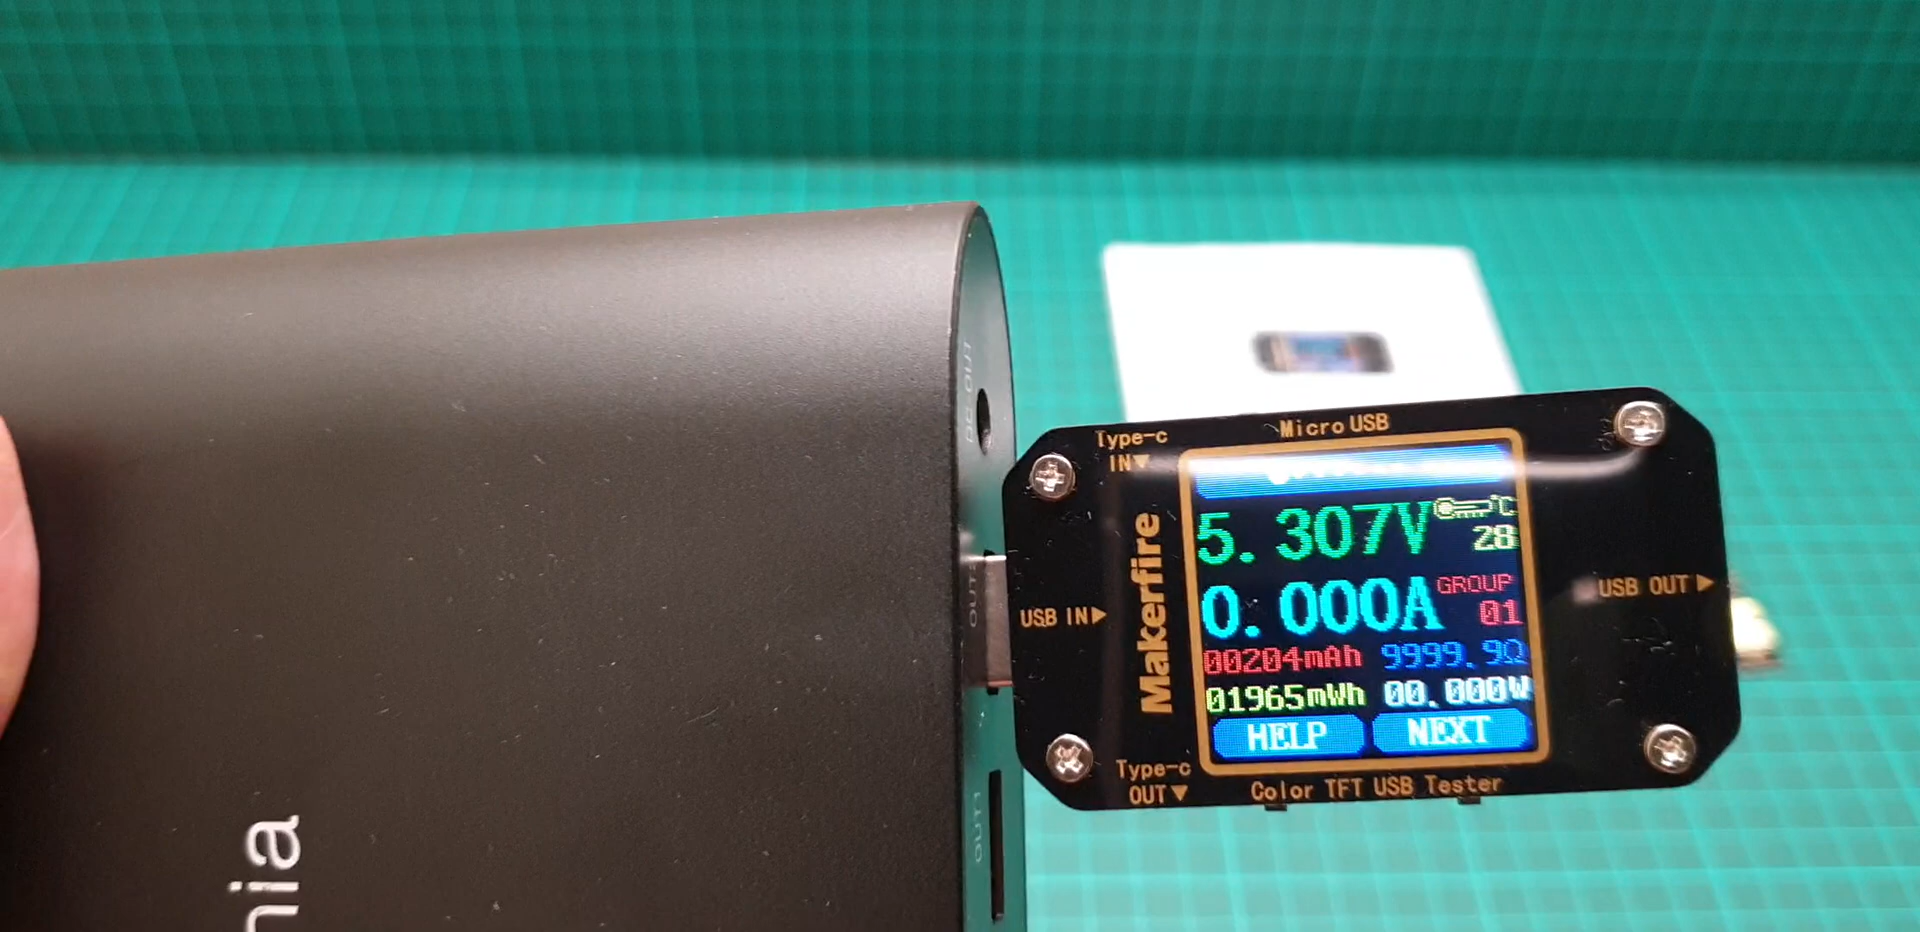 DC OUT
OUT2
OUT1
nia
Type-c
IN▼
Micro USB
USB IN▶
Makerfire
5.307V
°C
28
0.000A
GROUP
01
00204mAh
9999.9Ω
01965mWh
00.000W
HELP
NEXT
USB OUT▶
Type-c
OUT▼
Color TFT USB Tester